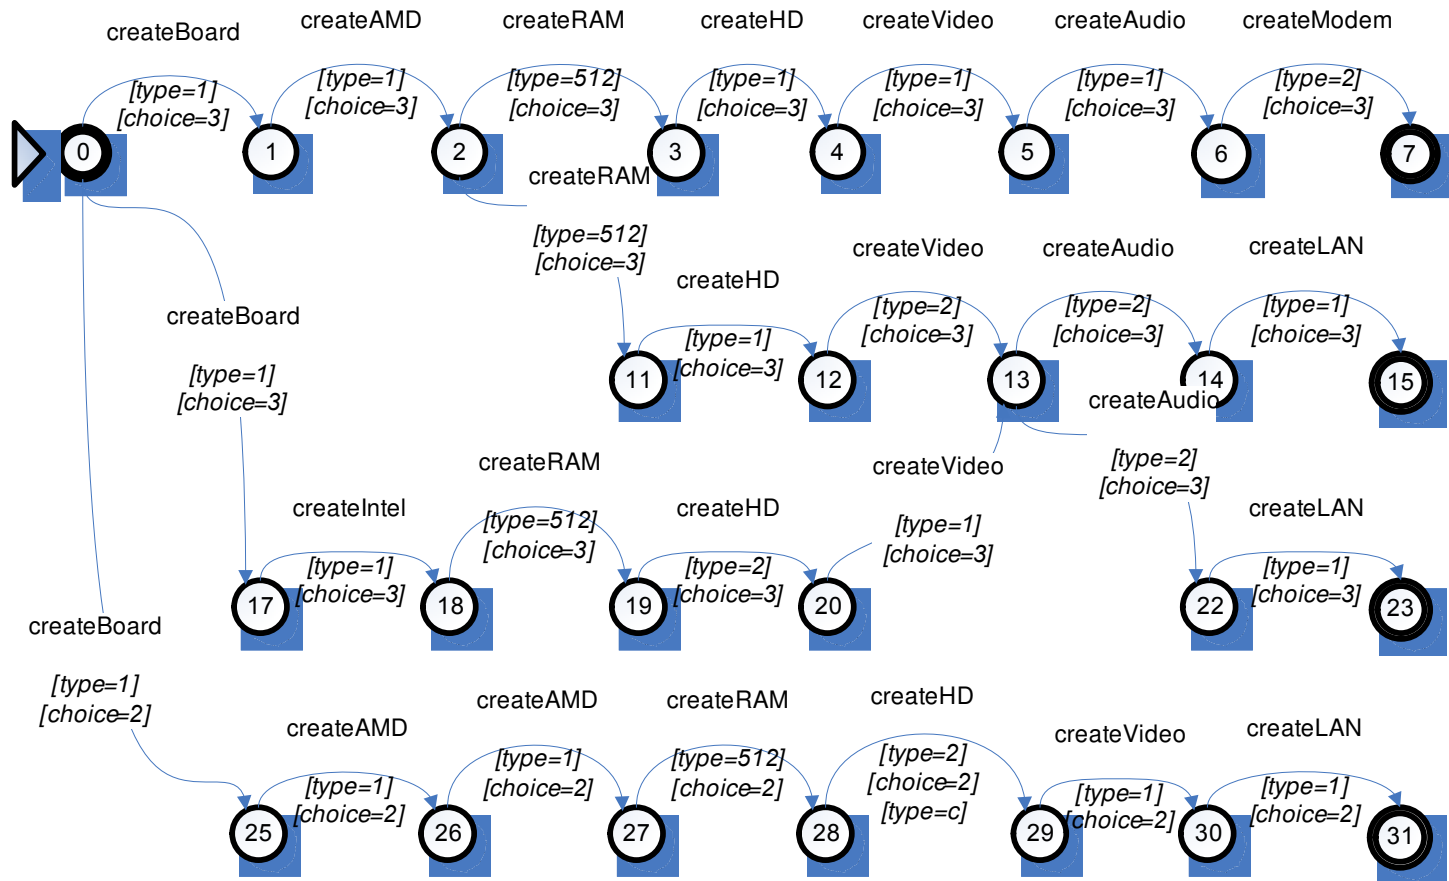 createBoard
createAMD
createRAM
createHD
createVideo
createAudio
createModem
[type=1]
[choice=3]
[type=1]
[choice=3]
[type=512]
[choice=3]
[type=1]
[choice=3]
[type=1]
[choice=3]
[type=1]
[choice=3]
[type=2]
[choice=3]
0
1
2
3
4
5
6
7
createRAM
[type=512]
[choice=3]
createHD
createVideo
createAudio
createLAN
[type=1]
[choice=3]
[type=2]
[choice=3]
[type=2]
[choice=3]
[type=1]
[choice=3]
11
12
13
14
15
createBoard
[type=1]
[choice=3]
createAudio
[type=2]
[choice=3]
createIntel
createRAM
createHD
createVideo
createLAN
[type=1]
[choice=3]
[type=512]
[choice=3]
[type=2]
[choice=3]
[type=1]
[choice=3]
[type=1]
[choice=3]
17
18
19
20
22
23
createBoard
[type=1]
[choice=2]
createAMD
createAMD
createRAM
createHD
createVideo
createLAN
[type=1]
[choice=2]
[type=1]
[choice=2]
[type=512]
[choice=2]
[type=2]
[choice=2]
[type=c]
[type=1]
[choice=2]
[type=1]
[choice=2]
25
26
27
28
29
30
31